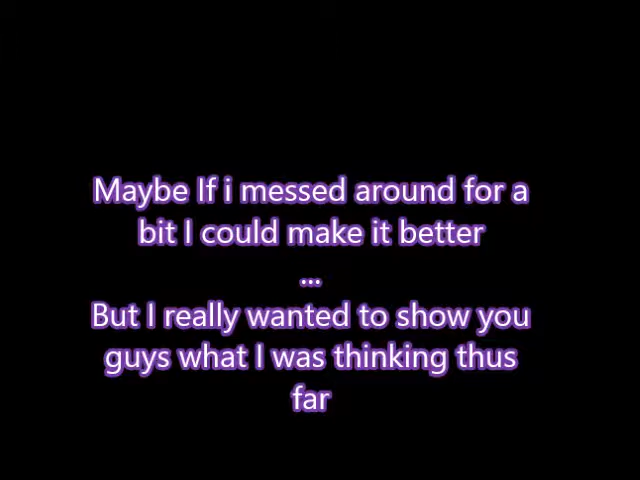 Maybe If i messed around for a
bit I could make it better
...
But I really wanted to show you
guys what I was thinking thus
far